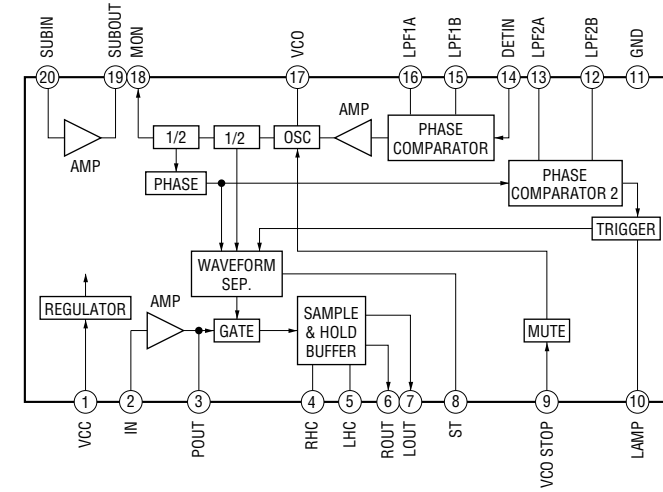 SUBIN
SUBOUT
MON
VCO
LPF1A
LPF1B
DETIN
LPF2A
LPF2B
GND
20
19
18
17
16
15
14
13
12
11
AMP
AMP
1/2
1/2
OSC
PHASE
COMPARATOR
PHASE
PHASE
COMPARATOR 2
TRIGGER
WAVEFORM
SEP.
REGULATOR
AMP
GATE
SAMPLE
& HOLD
BUFFER
MUTE
1
2
3
4
5
6
7
8
9
10
VCC
IN
POUT
RHC
LHC
ROUT
LOUT
ST
VCO STOP
LAMP